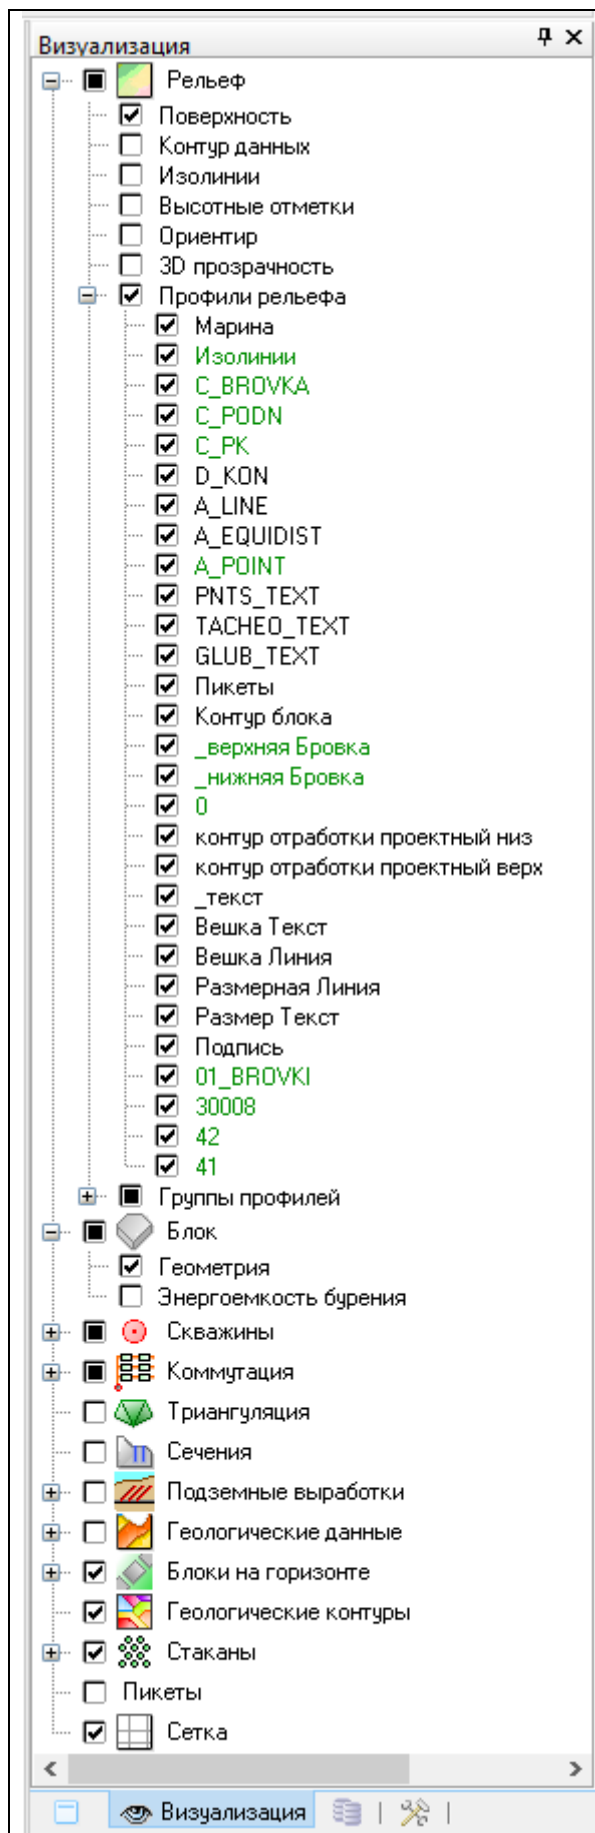 Визуализация
Рельеф
Поверхность
Контур данных
Изолинии
Высотные отметки
Ориентир
3D прозрачность
Профили рельефа
Марина
Изолинии
C_BROVKA
C_PODN
C_PK
D_KON
A_LINE
A_EQUIDIST
A_POINT
PNTS_TEXT
TACHEO_TEXT
GLUB_TEXT
Пикеты
Контур блока
_верхняя Бровка
_нижняя Бровка
0
контур отработки проектный низ
контур отработки проектный верх
_текст
Вешка Текст
Вешка Линия
Размерная Линия
Размер Текст
Подпись
01_BROVKI
30008
42
41
Группы профилей
Блок
Геометрия
Энергоемкость бурения
Скважины
Коммутация
Триангуляция
Сечения
Подземные выработки
Геологические данные
Блоки на горизонте
Геологические контуры
Стаканы
Пикеты
Сетка
Визуализация